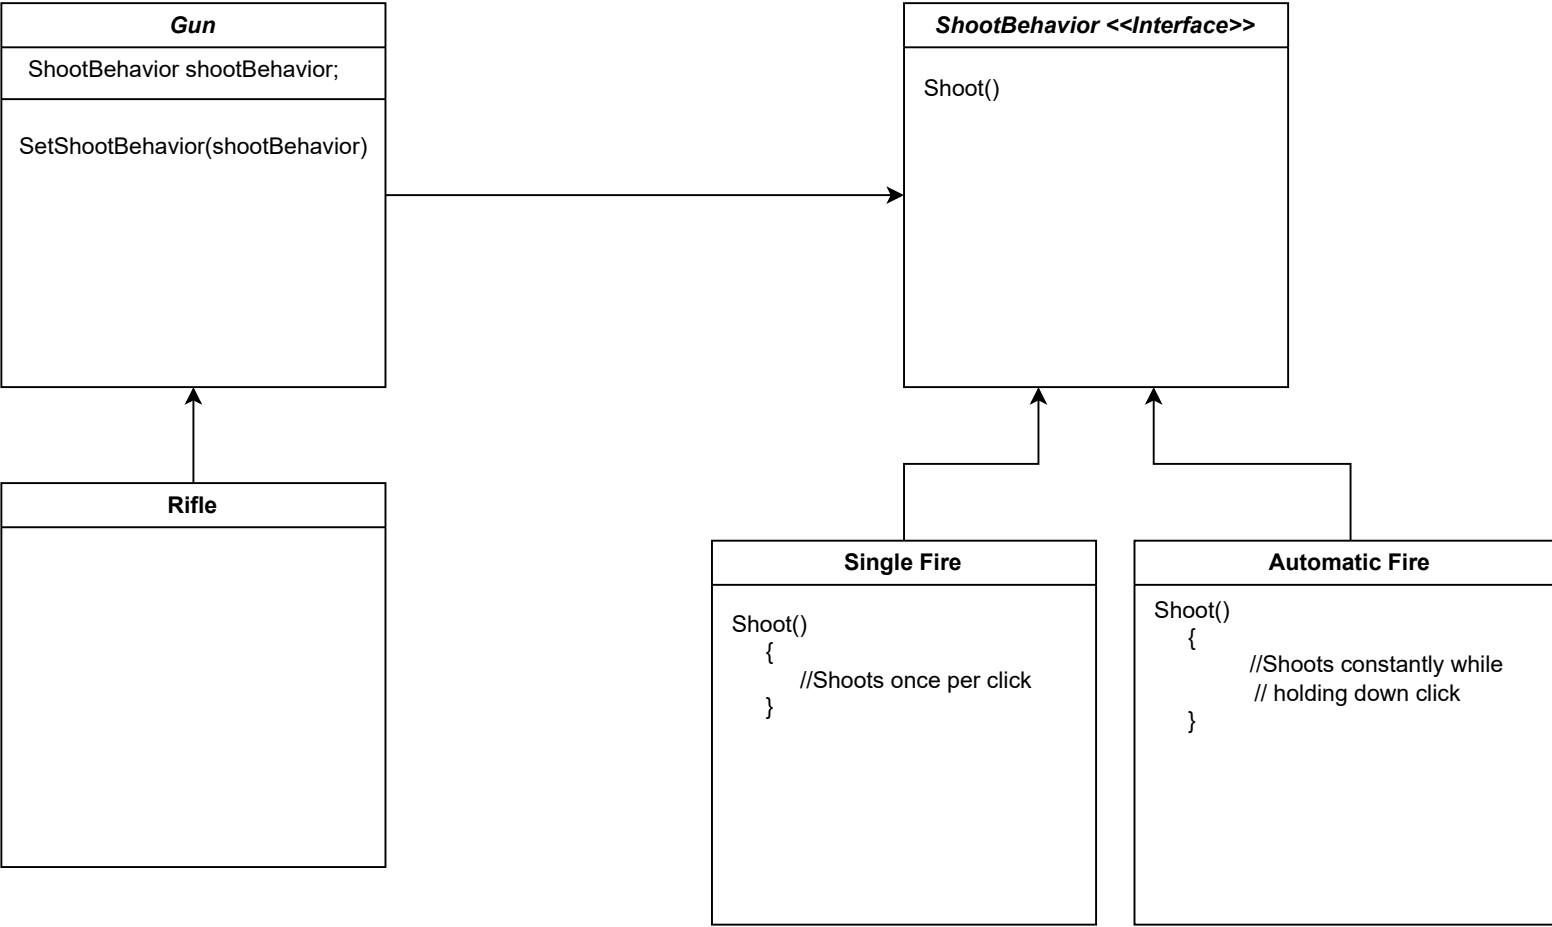 Gun
ShootBehavior shootBehavior;
SetShootBehavior(shootBehavior)
ShootBehavior <<Interface>>
Shoot()
Rifle
Single Fire
Shoot()
{
//Shoots once per click
}
Automatic Fire
Shoot()
{
//Shoots constantly while
// holding down click
}